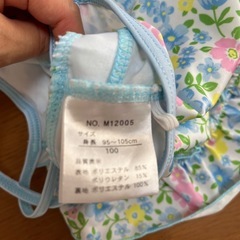 NO. M12005
サイズ
身長 95～105cm
100
品質表示
表地 ポリエステル 85%
ポリウレタン 15%
裏地 ポリエステル 100%